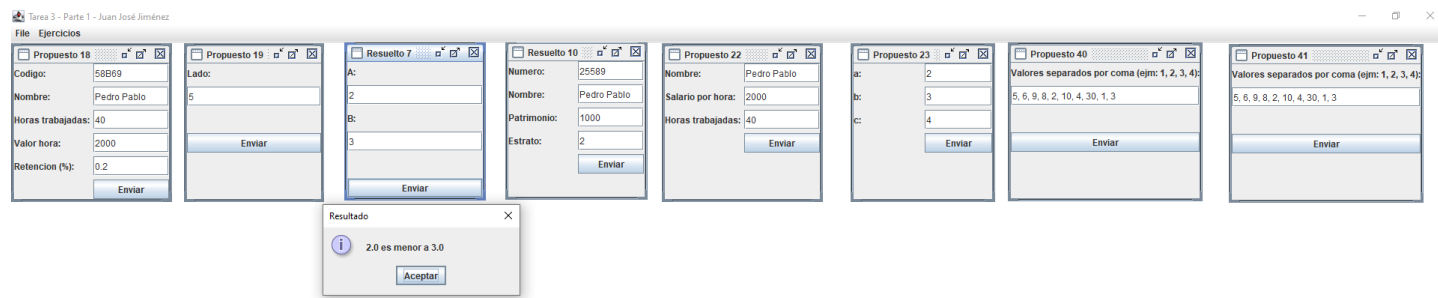 Tarea 3 - Parte 1 - Juan José Jiménez
File Ejercicios
Propuesto 18
Codigo: 58B69
Nombre: Pedro Pablo
Horas trabajadas: 40
Valor hora: 2000
Retencion (%): 0.2
Enviar
Propuesto 19
Lado:
5
Enviar
Resuelto 7
A:
2
B:
3
Enviar
Resuelto 10
Numero: 25589
Nombre: Pedro Pablo
Patrimonio: 1000
Estrato: 2
Enviar
Propuesto 22
Nombre: Pedro Pablo
Salario por hora: 2000
Horas trabajadas: 40
Enviar
Propuesto 23
a: 2
b: 3
c: 4
Enviar
Propuesto 40
Valores separados por coma (ejm: 1, 2, 3, 4):
5, 6, 9, 8, 2, 10, 4, 30, 1, 3
Enviar
Propuesto 41
Valores separados por coma (ejm: 1, 2, 3, 4):
5, 6, 9, 8, 2, 10, 4, 30, 1, 3
Enviar
Resultado
2.0 es menor a 3.0
Aceptar